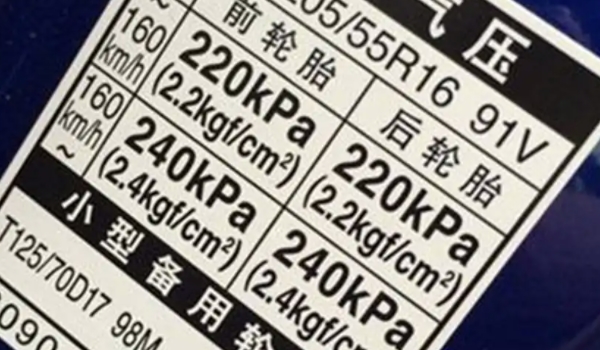 气压
205/55R16 91V
前轮胎 后轮胎
~160 km/h 220kPa (2.2kgf/cm²) 220kPa (2.2kgf/cm²)
160 km/h~ 240kPa (2.4kgf/cm²) 240kPa (2.4kgf/cm
小型备用轮
T125/70D17 98M